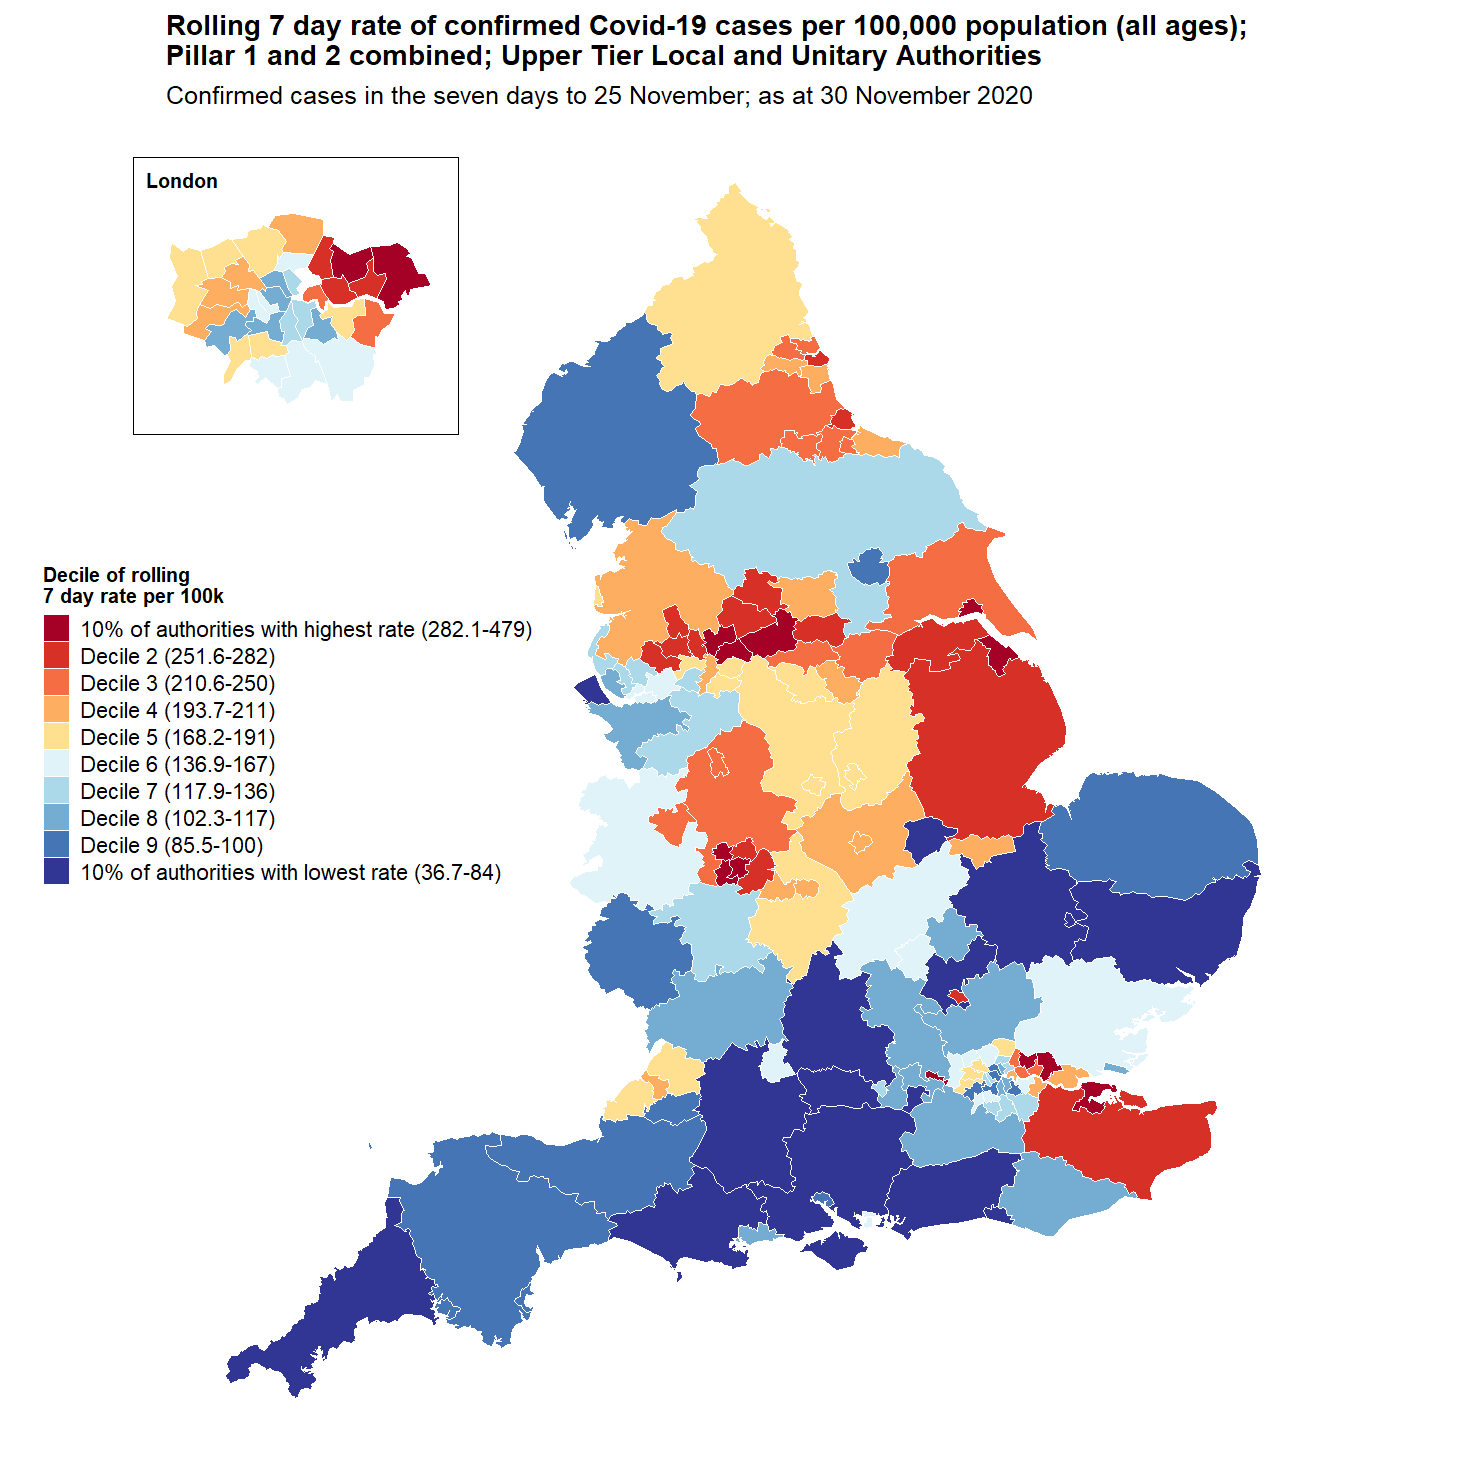 Rolling 7 day rate of confirmed Covid-19 cases per 100,000 population (all ages);
Pillar 1 and 2 combined; Upper Tier Local and Unitary Authorities
Confirmed cases in the seven days to 25 November; as at 30 November 2020
London
Decile of rolling
7 day rate per 100k
10% of authorities with highest rate (282.1-479)
Decile 2 (251.6-282)
Decile 3 (210.6-250)
Decile 4 (193.7-211)
Decile 5 (168.2-191)
Decile 6 (136.9-167)
Decile 7 (117.9-136)
Decile 8 (102.3-117)
Decile 9 (85.5-100)
10% of authorities with lowest rate (36.7-84)